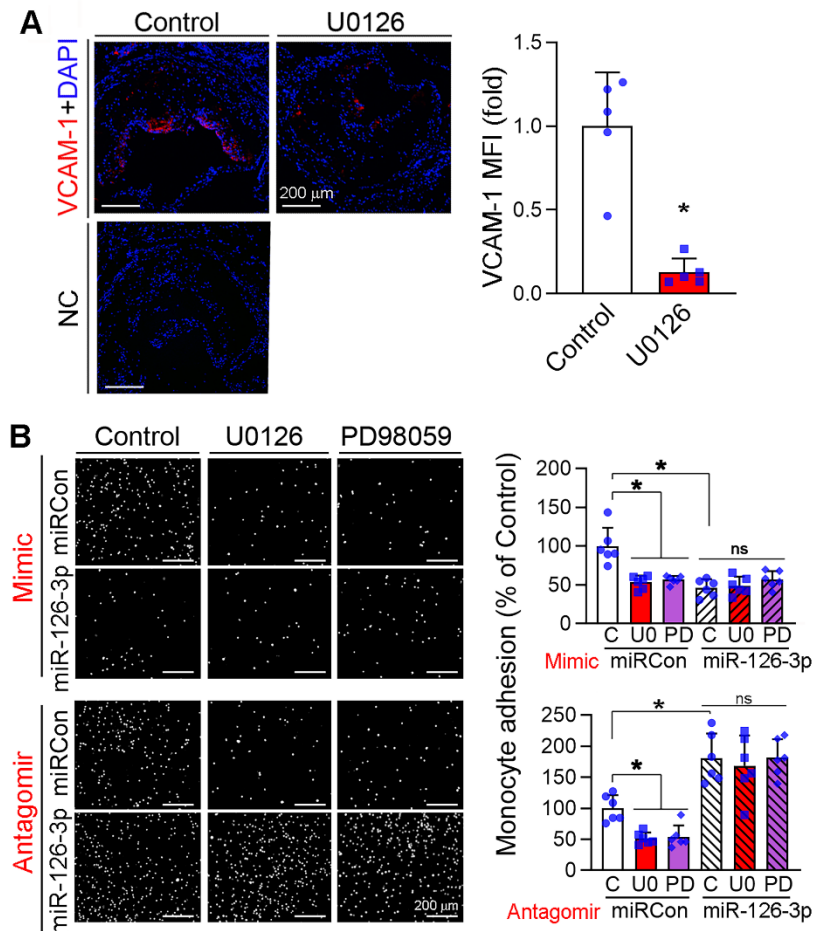 A
Control
U0126
VCAM-1+DAPI
200 µm
NC
VCAM-1 MFI (fold)
1.5
1.0
0.5
0.0
*
Control
U0126
B
Control
U0126
PD98059
Mimic
miRCon
miR-126-3p
Antagomir
miRCon
miR-126-3p
200 µm
Monocyte adhesion (% of Control)
200
150
100
50
0
*
*
ns
C U0 PD C U0 PD
Mimic miRCon miR-126-3p
250
200
150
100
50
0
*
*
ns
C U0 PD C U0 PD
Antagomir miRCon miR-126-3p